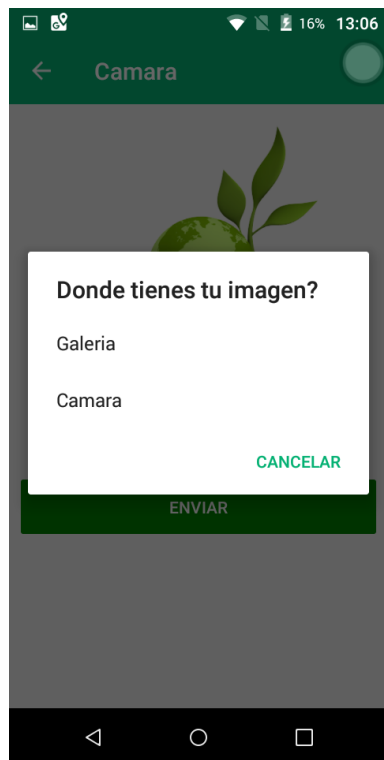 16% 13:06
Camara
Donde tienes tu imagen?
Galeria
Camara
CANCELAR
ENVIAR